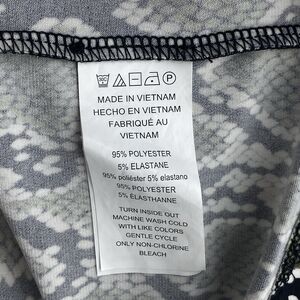 MADE IN VIETNAM
HECHO EN VIETNAM
FABRIQUÉ AU
VIETNAM
95% POLYESTER
5% ELASTANE
95% poliéster 5% elastano
95% POLYESTER
5% ÉLASTHANNE
TURN INSIDE OUT
MACHINE WASH COLD
WITH LIKE COLORS
GENTLE CYCLE
ONLY NON-CHLORINE
BLEACH